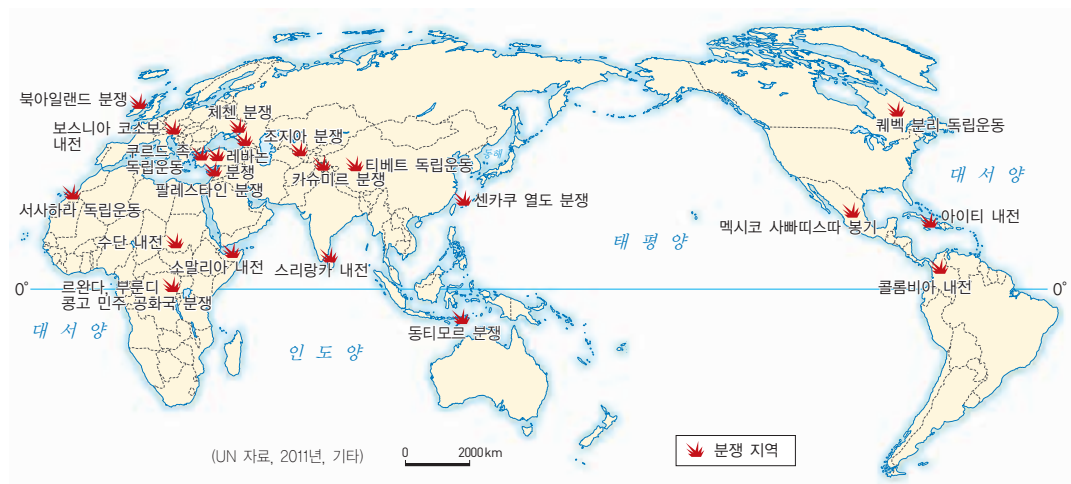 북아일랜드 분쟁
보스니아 코소보
내전
체첸 분쟁
조지아 분쟁
쿠르드 족
독립운동
레바논
분쟁
팔레스타인 분쟁
카슈미르 분쟁
티베트 독립운동
동해
서사하라 독립운동
센카쿠 열도 분쟁
수단 내전
소말리아 내전
스리랑카 내전
르완다, 부룬디
콩고 민주 공화국 분쟁
동티모르 분쟁
퀘벡 분리 독립운동
대서양
멕시코 사빠띠스따 봉기
아이티 내전
태평양
콜롬비아 내전
0°
0°
대서양
인도양
(UN 자료, 2011년, 기타)
0 2000km
분쟁 지역